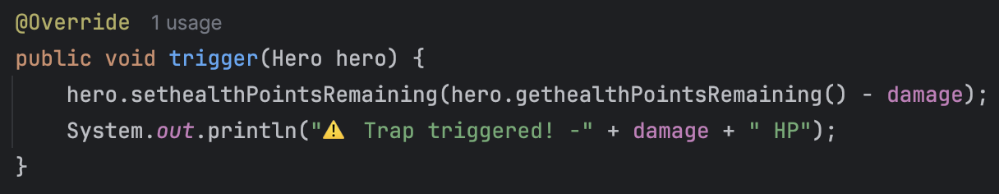 @Override 1 usage
public void trigger(Hero hero) {
    hero.sethealthPointsRemaining(hero.gethealthPointsRemaining() - damage);
    System.out.println("⚠️ Trap triggered! -" + damage + " HP");
}